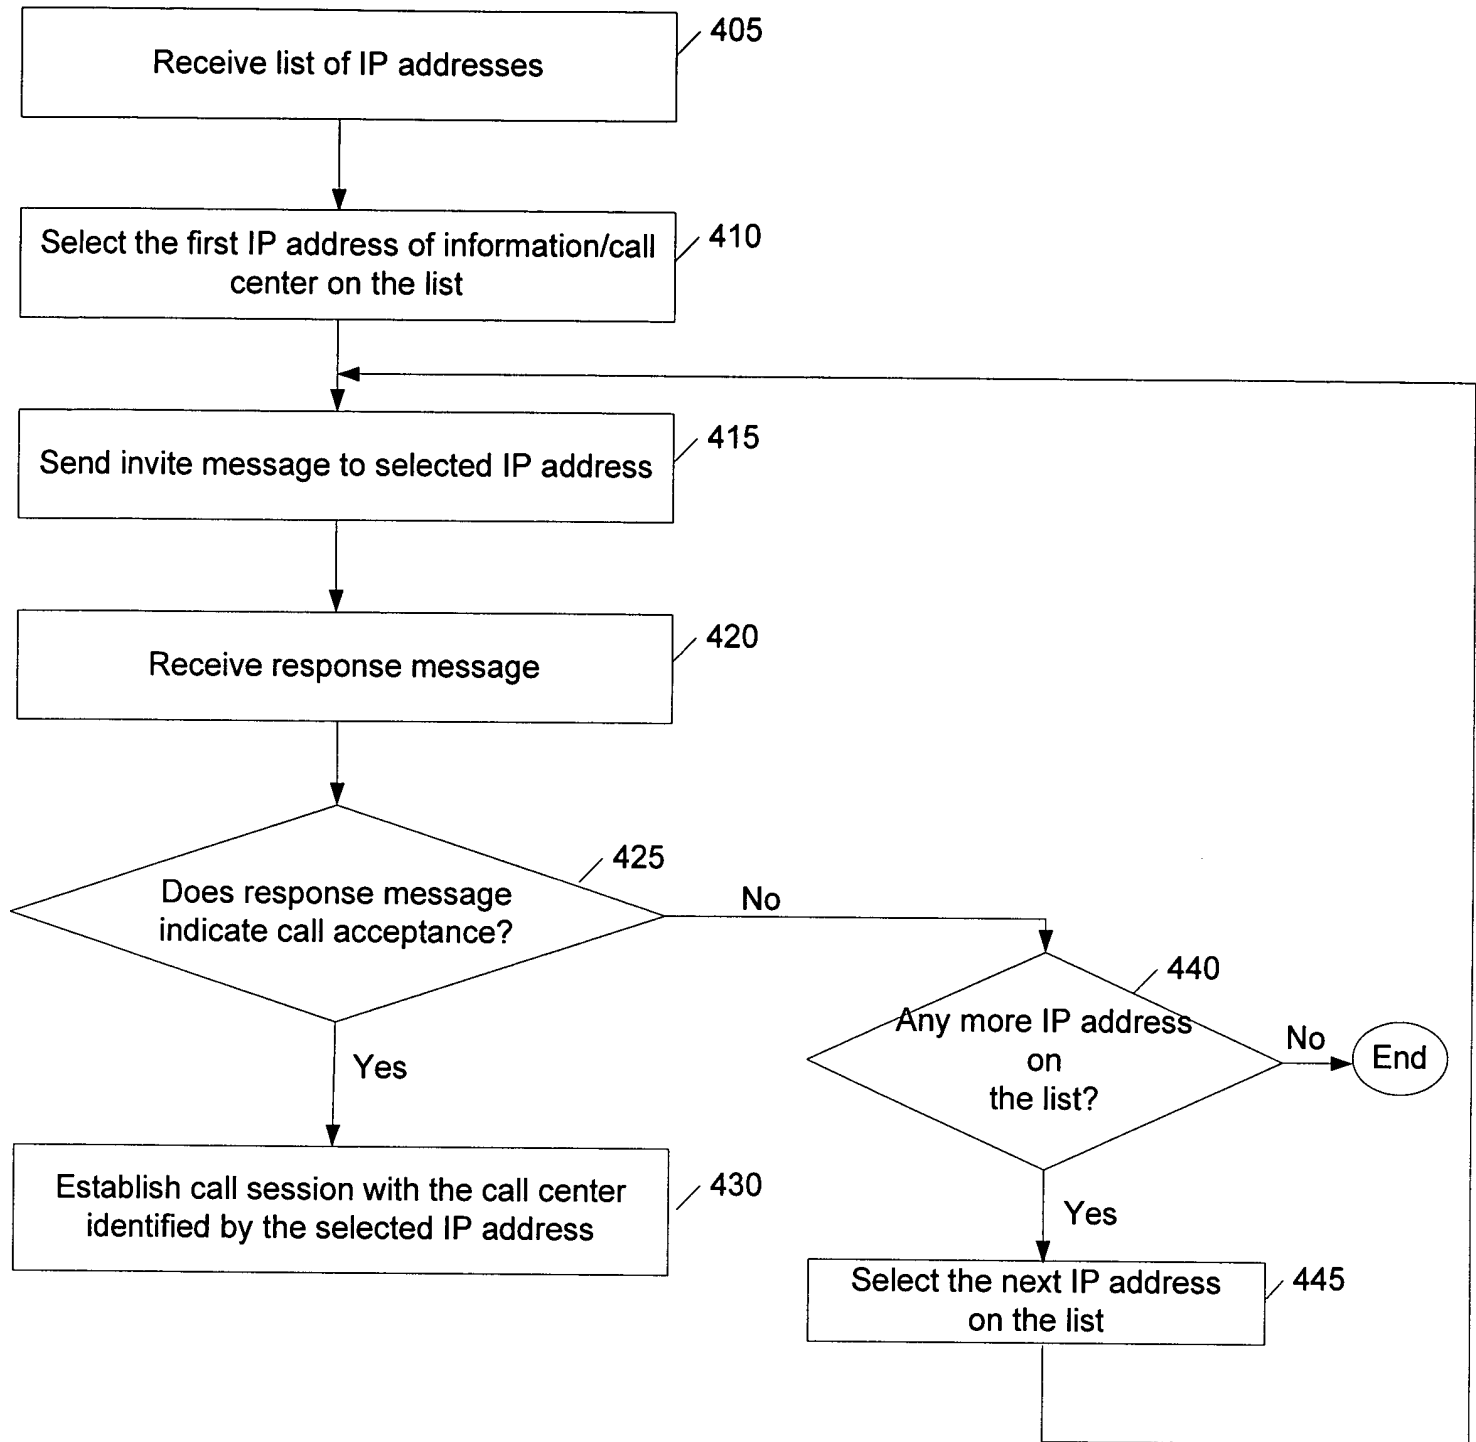 405
Receive list of IP addresses
410
Select the first IP address of information/call
center on the list
415
Send invite message to selected IP address
420
Receive response message
425
Does response message
indicate call acceptance?
No
440
Any more IP address
on
the list?
No
End
Yes
Yes
430
Establish call session with the call center
identified by the selected IP address
445
Select the next IP address
on the list